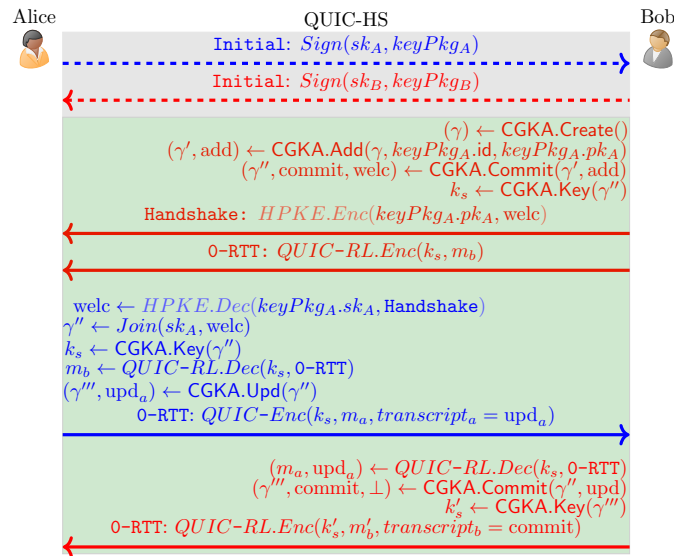 Alice QUIC-HS Bob
Initial: Sign(sk_A, keyPkg_A)
Initial: Sign(sk_B, keyPkg_B)
(γ) ← CGKA.Create()
(γ′, add) ← CGKA.Add(γ, keyPkg_A.id, keyPkg_A.pk_A)
(γ′′, commit, welc) ← CGKA.Commit(γ′, add)
k_s ← CGKA.Key(γ′′)
Handshake: HPKE.Enc(keyPkg_A.pk_A, welc)
0-RTT: QUIC-RL.Enc(k_s, m_b)
welc ← HPKE.Dec(keyPkg_A.sk_A, Handshake)
γ′′ ← Join(sk_A, welc)
k_s ← CGKA.Key(γ′′)
m_b ← QUIC-RL.Dec(k_s, 0-RTT)
(γ′′′, upd_a) ← CGKA.Upd(γ′′)
0-RTT: QUIC-Enc(k_s, m_a, transcript_a = upd_a)
(m_a, upd_a) ← QUIC-RL.Dec(k_s, 0-RTT)
(γ′′′, commit, ⊥) ← CGKA.Commit(γ′′, upd)
k′_s ← CGKA.Key(γ′′′)
0-RTT: QUIC-RL.Enc(k′_s, m′_b, transcript_b = commit)